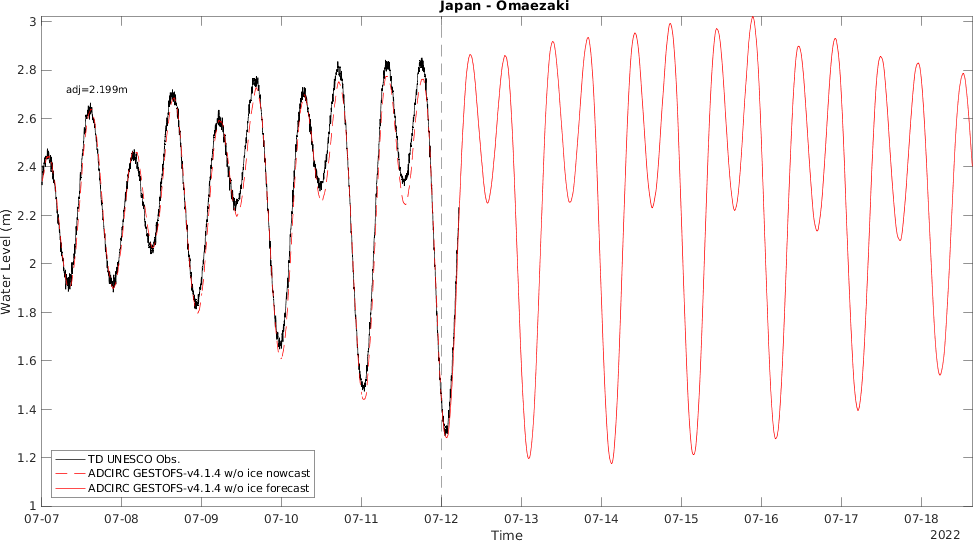 Japan - Omaezaki
3
2.8
adj=2.199m
2.6
2.4
2.2
2
1.8
1.6
1.4
1.2
1
Water Level (m)
TD UNESCO Obs.
ADCIRC GESTOFS-v4.1.4 w/o ice nowcast
ADCIRC GESTOFS-v4.1.4 w/o ice forecast
07-07 07-08 07-09 07-10 07-11 07-12 07-13 07-14 07-15 07-16 07-17 07-18
Time
2022